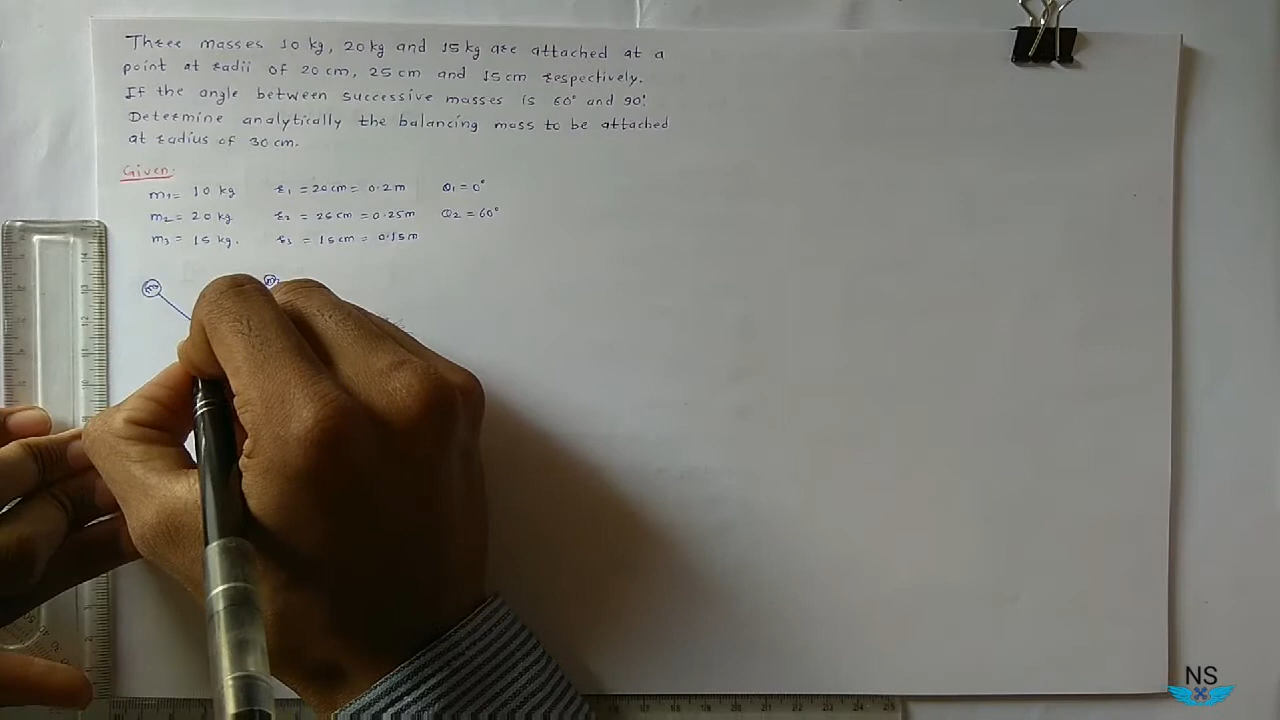 Three masses 10 kg, 20 kg and 15 kg are attached at a
point at radii of 20 cm, 25 cm and 15 cm respectively.
If the angle between successive masses is 60° and 90°.
Determine analytically the balancing mass to be attached
at radius of 30 cm.
Given:
m1 = 10 kg r1 = 20 cm = 0.2 m θ1 = 0°
m2 = 20 kg r2 = 25 cm = 0.25 m θ2 = 60°
m3 = 15 kg. r3 = 15 cm = 0.15 m
NS